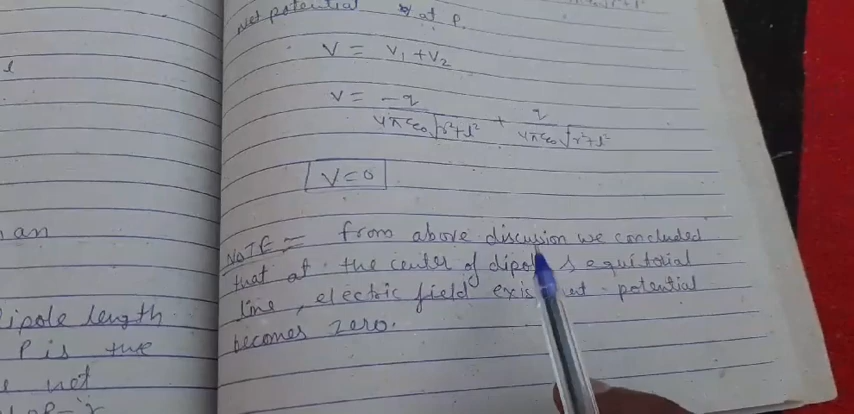 Net potential at P.
V = V₁ + V₂
V = -q / 4πε₀√r²+l² + q / 4πε₀√r²+l²
V = 0
NOTE = from above discussion we concluded
that at the center of dipole & equitorial
line, electric field exist but potential
becomes zero.
an
dipole length
P is the
net